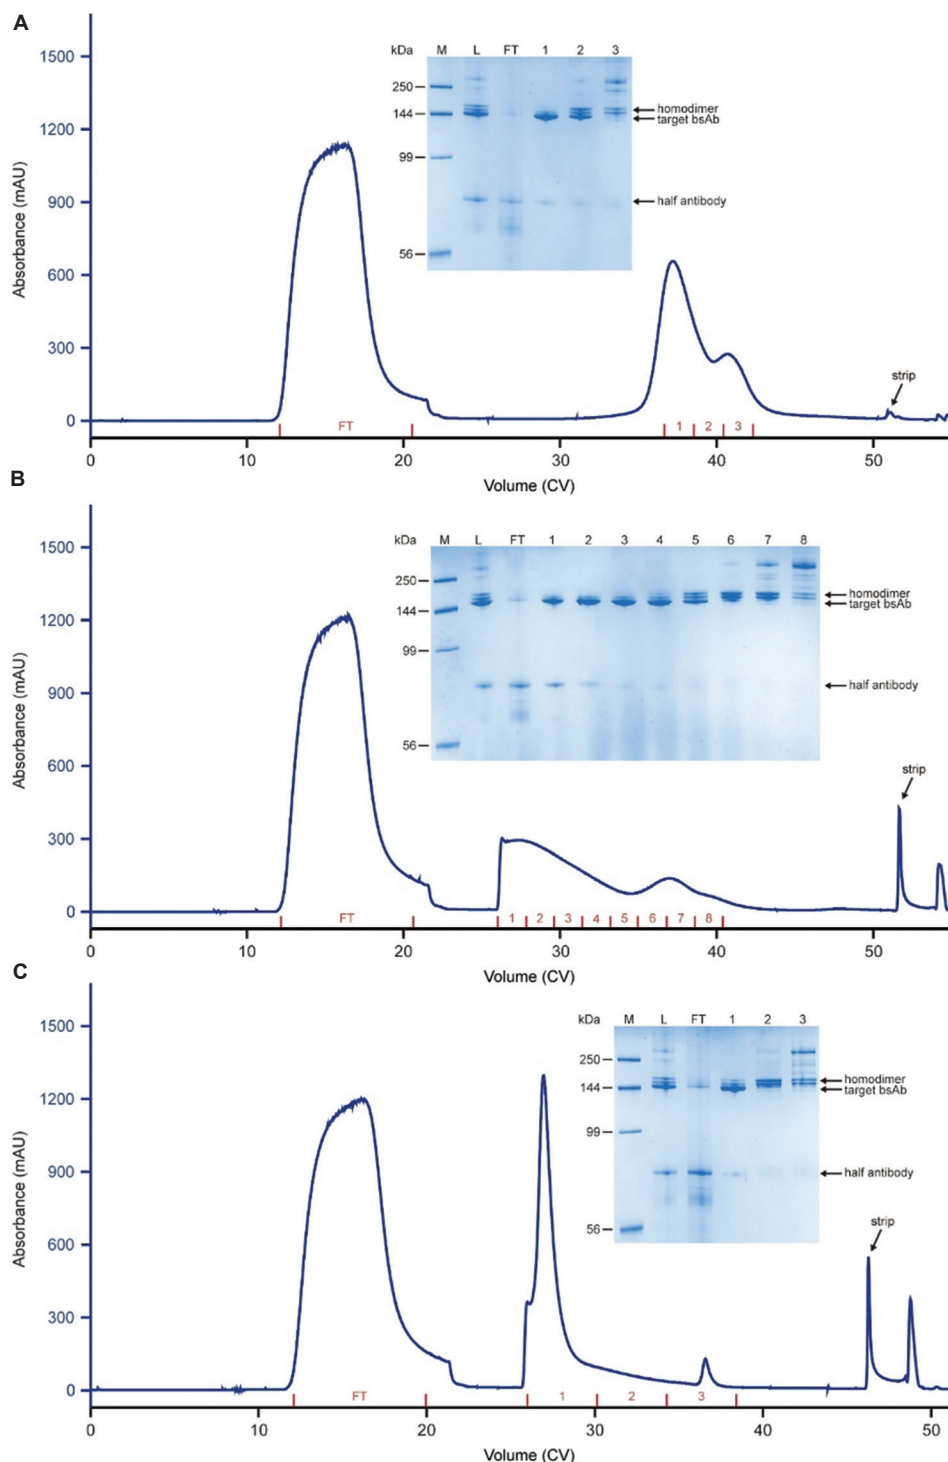 A
1500
1200
900
600
300
0
Absorbance (mAU)
kDa M L FT 1 2 3
250
144
99
56
homodimer
target bsAb
half antibody
strip
FT 1 2 3
0 10 20 30 40 50
Volume (CV)
B
1500
1200
900
600
300
0
Absorbance (mAU)
kDa M L FT 1 2 3 4 5 6 7 8
250
144
99
56
homodimer
target bsAb
half antibody
strip
FT 1 2 3 4 5 6 7 8
0 10 20 30 40 50
Volume (CV)
C
1500
1200
900
600
300
0
Absorbance (mAU)
kDa M L FT 1 2 3
250
144
99
56
homodimer
target bsAb
half antibody
strip
FT 1 2 3
0 10 20 30 40 50
Volume (CV)